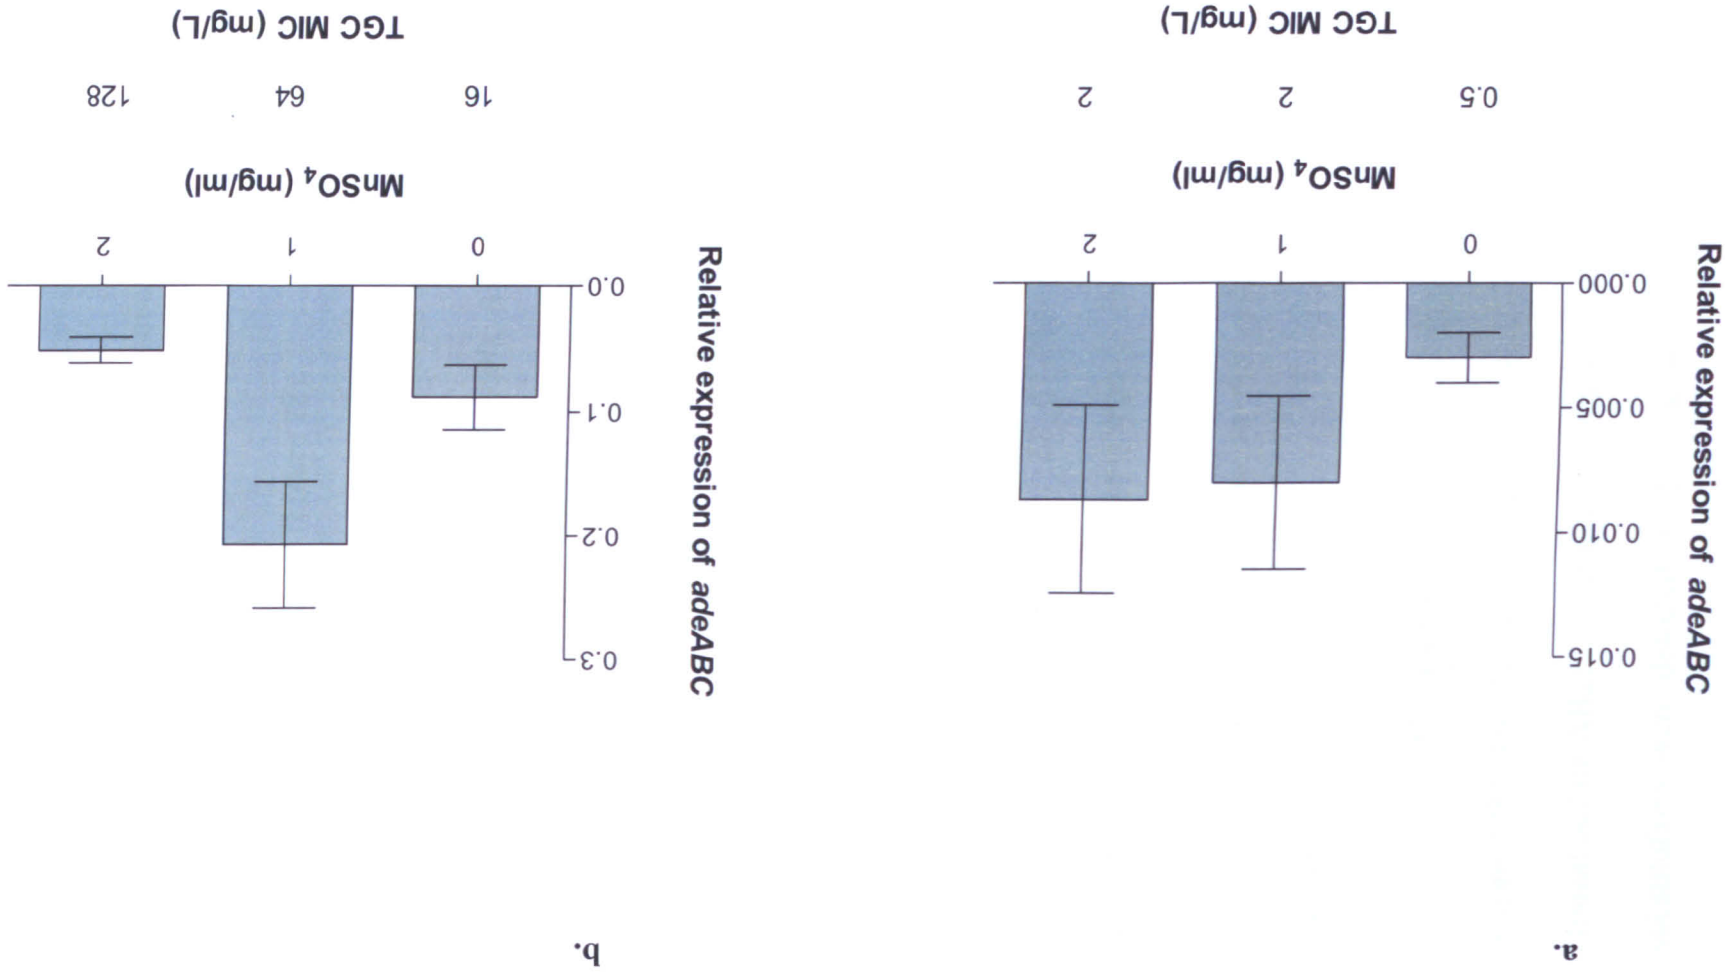 a.
Relative expression of adeABC
0.015
0.010
0.005
0.000
0 1 2
MnSO₄ (mg/ml)
0.5 2 2
TGC MIC (mg/L)
b.
Relative expression of adeABC
0.3
0.2
0.1
0.0
0 1 2
MnSO₄ (mg/ml)
16 64 128
TGC MIC (mg/L)